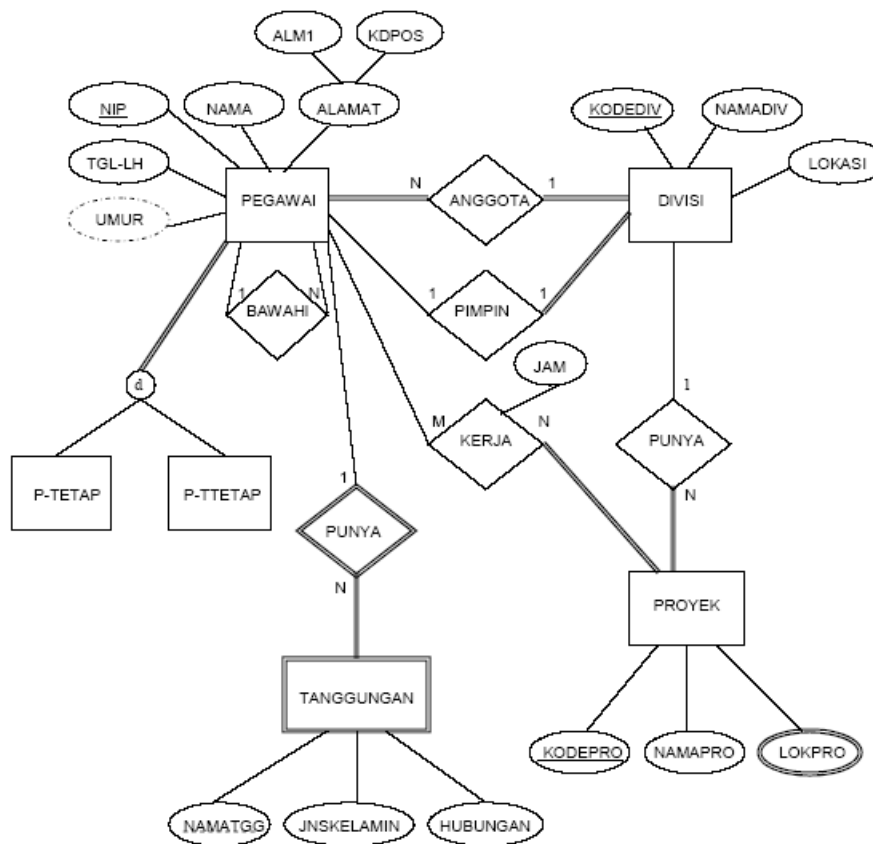 ALM1
KDPOS
NIP
NAMA
ALAMAT
KODEDIV
NAMADIV
TGL-LH
LOKASI
UMUR
PEGAWAI
N
ANGGOTA
1
DIVISI
1
BAWAHI
N
1
PIMPIN
1
JAM
d
M
KERJA
N
1
PUNYA
N
P-TETAP
P-TTETAP
1
PUNYA
N
PROYEK
TANGGUNGAN
KODEPRO
NAMAPRO
LOKPRO
NAMATGG
JNSKELAMIN
HUBUNGAN